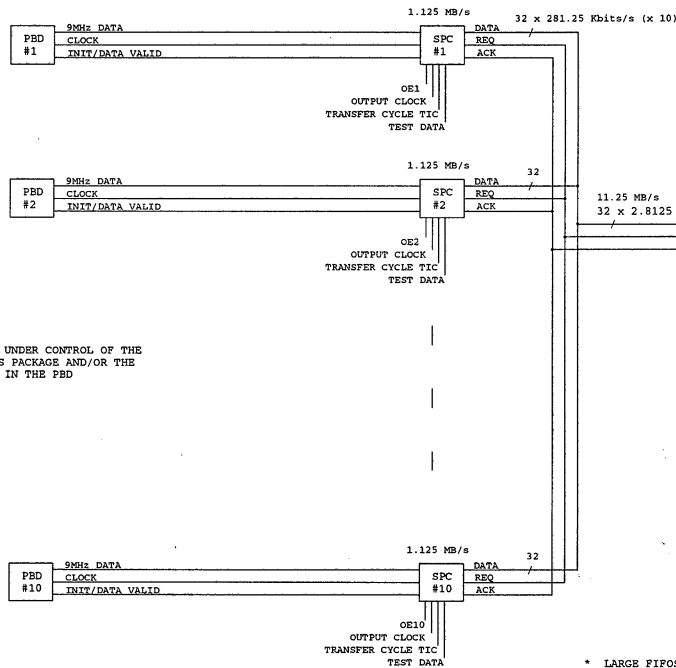 1.125 MB/s
32 x 281.25 Kbits/s (x 10)
PBD #1
9MHz DATA
CLOCK
INIT/DATA VALID
SPC #1
DATA
REQ
ACK
OE1
OUTPUT CLOCK
TRANSFER CYCLE TIC
TEST DATA
1.125 MB/s
32
PBD #2
9MHz DATA
CLOCK
INIT/DATA VALID
SPC #2
DATA
REQ
ACK
11.25 MB/s
32 x 2.8125
OE2
OUTPUT CLOCK
TRANSFER CYCLE TIC
TEST DATA
UNDER CONTROL OF THE
S PACKAGE AND/OR THE
IN THE PBD
1.125 MB/s
32
PBD #10
9MHz DATA
CLOCK
INIT/DATA VALID
SPC #10
DATA
REQ
ACK
OE10
OUTPUT CLOCK
TRANSFER CYCLE TIC
TEST DATA
* LARGE FIFOS